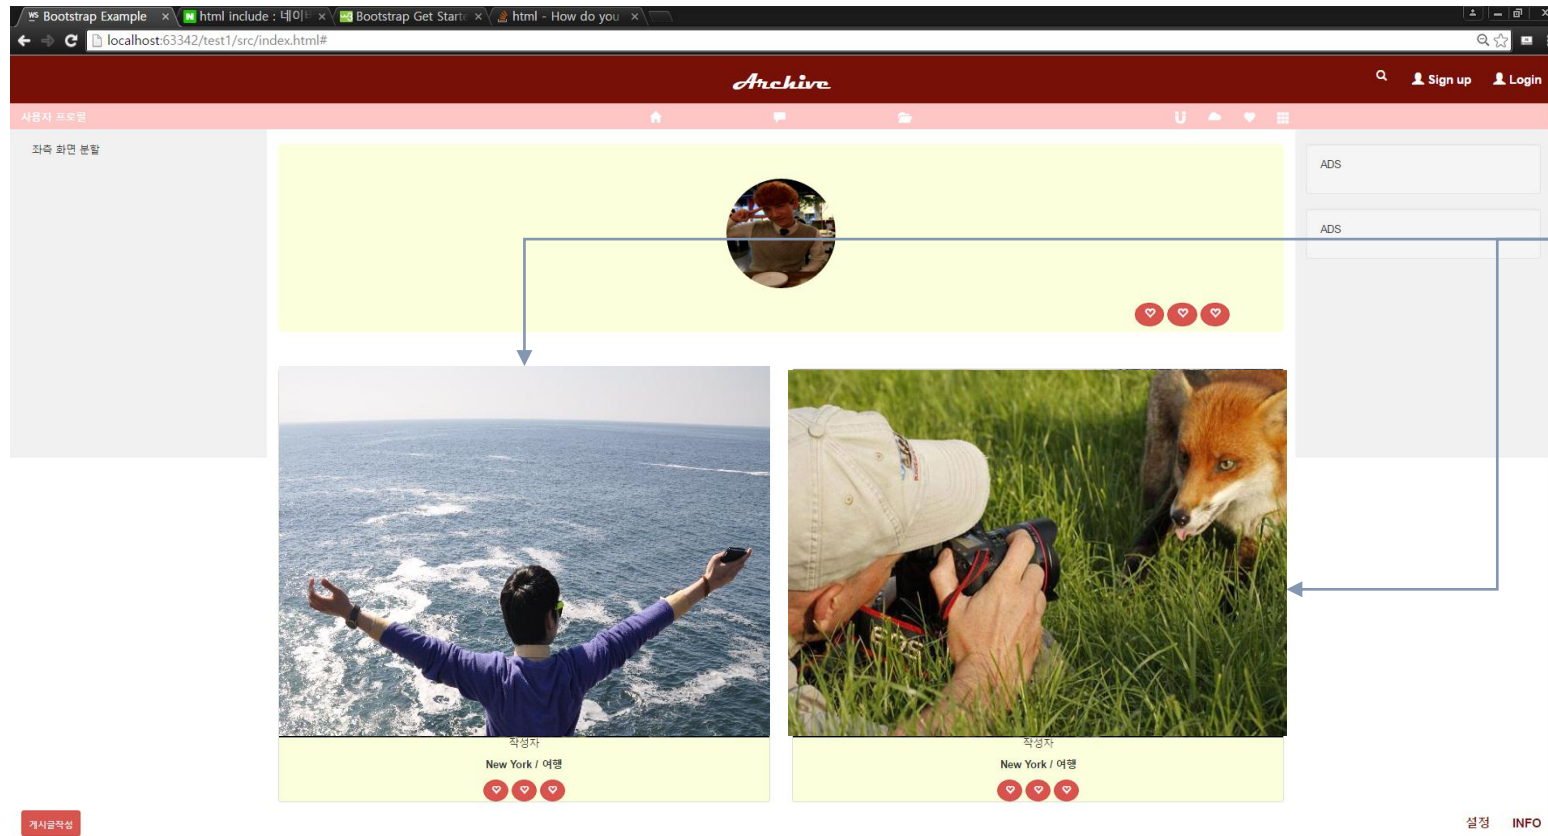 WS Bootstrap Example
html include : 네이버
Bootstrap Get Starte
html - How do you
localhost:63342/test1/src/index.html#
Archive
Sign up
Login
사용자 프로필
좌측 화면 분할
ADS
ADS
작성자
New York / 여행
작성자
New York / 여행
게시글작성
설정
INFO